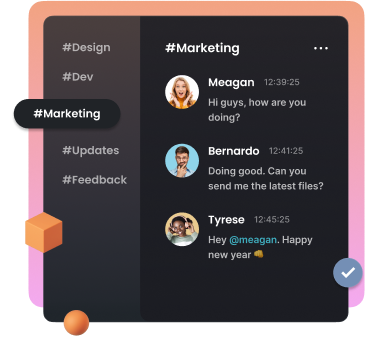 #Design
#Dev
#Marketing
#Updates
#Feedback
#Marketing
Meagan 12:39:25
Hi guys, how are you
doing?
Bernardo 12:41:25
Doing good. Can you
send me the latest files?
Tyrese 12:45:25
Hey @meagan. Happy
new year 👊